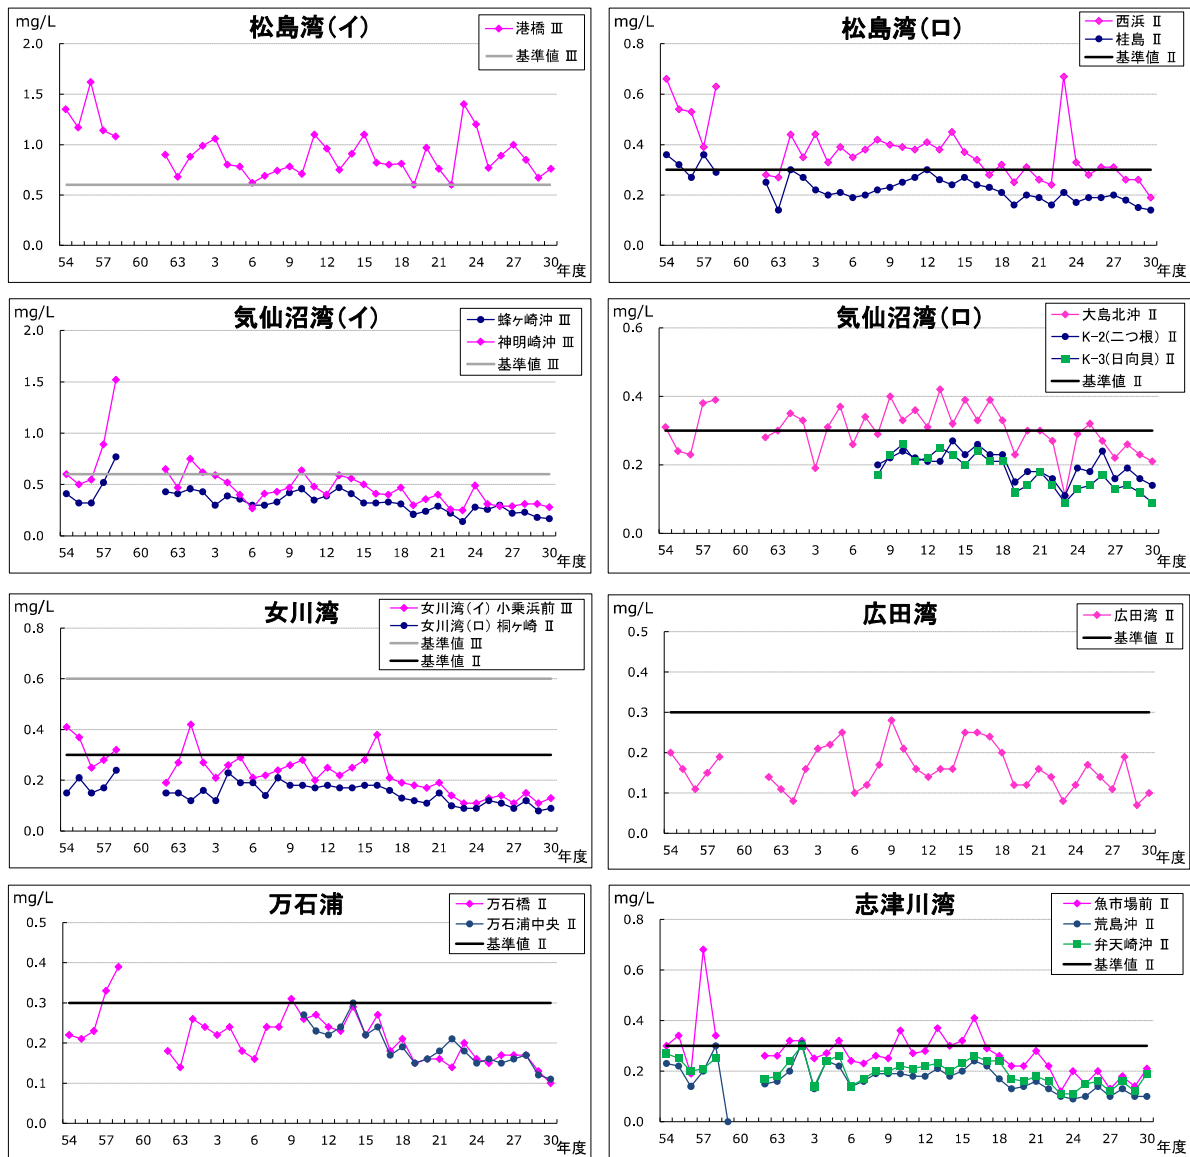 mg/L
松島湾(イ)
港橋 Ⅲ
基準値 Ⅲ
2.0
1.5
1.0
0.5
0.0
54 57 60 63 3 6 9 12 15 18 21 24 27 30 年度
mg/L
松島湾(ロ)
西浜 Ⅱ
桂島 Ⅱ
基準値 Ⅱ
0.8
0.6
0.4
0.2
0.0
54 57 60 63 3 6 9 12 15 18 21 24 27 30 年度
mg/L
気仙沼湾(イ)
蜂ヶ崎沖 Ⅲ
神明崎沖 Ⅲ
基準値 Ⅲ
2.0
1.5
1.0
0.5
0.0
54 57 60 63 3 6 9 12 15 18 21 24 27 30 年度
mg/L
気仙沼湾(ロ)
大島北沖 Ⅱ
K-2(二つ根) Ⅱ
K-3(日向貝) Ⅱ
基準値 Ⅱ
0.6
0.4
0.2
0.0
54 57 60 63 3 6 9 12 15 18 21 24 27 30 年度
mg/L
女川湾
女川湾(イ) 小乗浜前 Ⅲ
女川湾(ロ) 桐ヶ崎 Ⅱ
基準値 Ⅲ
基準値 Ⅱ
0.8
0.6
0.4
0.2
0.0
54 57 60 63 3 6 9 12 15 18 21 24 27 30 年度
mg/L
広田湾
広田湾 Ⅱ
基準値 Ⅱ
0.5
0.4
0.3
0.2
0.1
0.0
54 57 60 63 3 6 9 12 15 18 21 24 27 30 年度
mg/L
万石浦
万石橋 Ⅱ
万石浦中央 Ⅱ
基準値 Ⅱ
0.5
0.4
0.3
0.2
0.1
0.0
54 57 60 63 3 6 9 12 15 18 21 24 27 30 年度
mg/L
志津川湾
魚市場前 Ⅱ
荒島沖 Ⅱ
弁天崎沖 Ⅱ
基準値 Ⅱ
0.8
0.6
0.4
0.2
0.0
54 57 60 63 3 6 9 12 15 18 21 24 27 30 年度